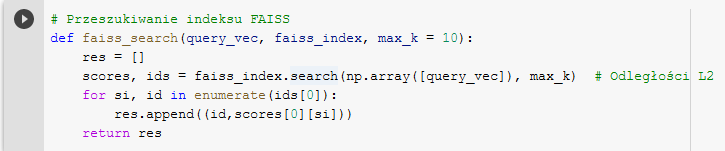 # Przeszukiwanie indeksu FAISS
def faiss_search(query_vec, faiss_index, max_k = 10):
    res = []
    scores, ids = faiss_index.search(np.array([query_vec]), max_k)  # Odległości L2
    for si, id in enumerate(ids[0]):
        res.append((id,scores[0][si]))
    return res